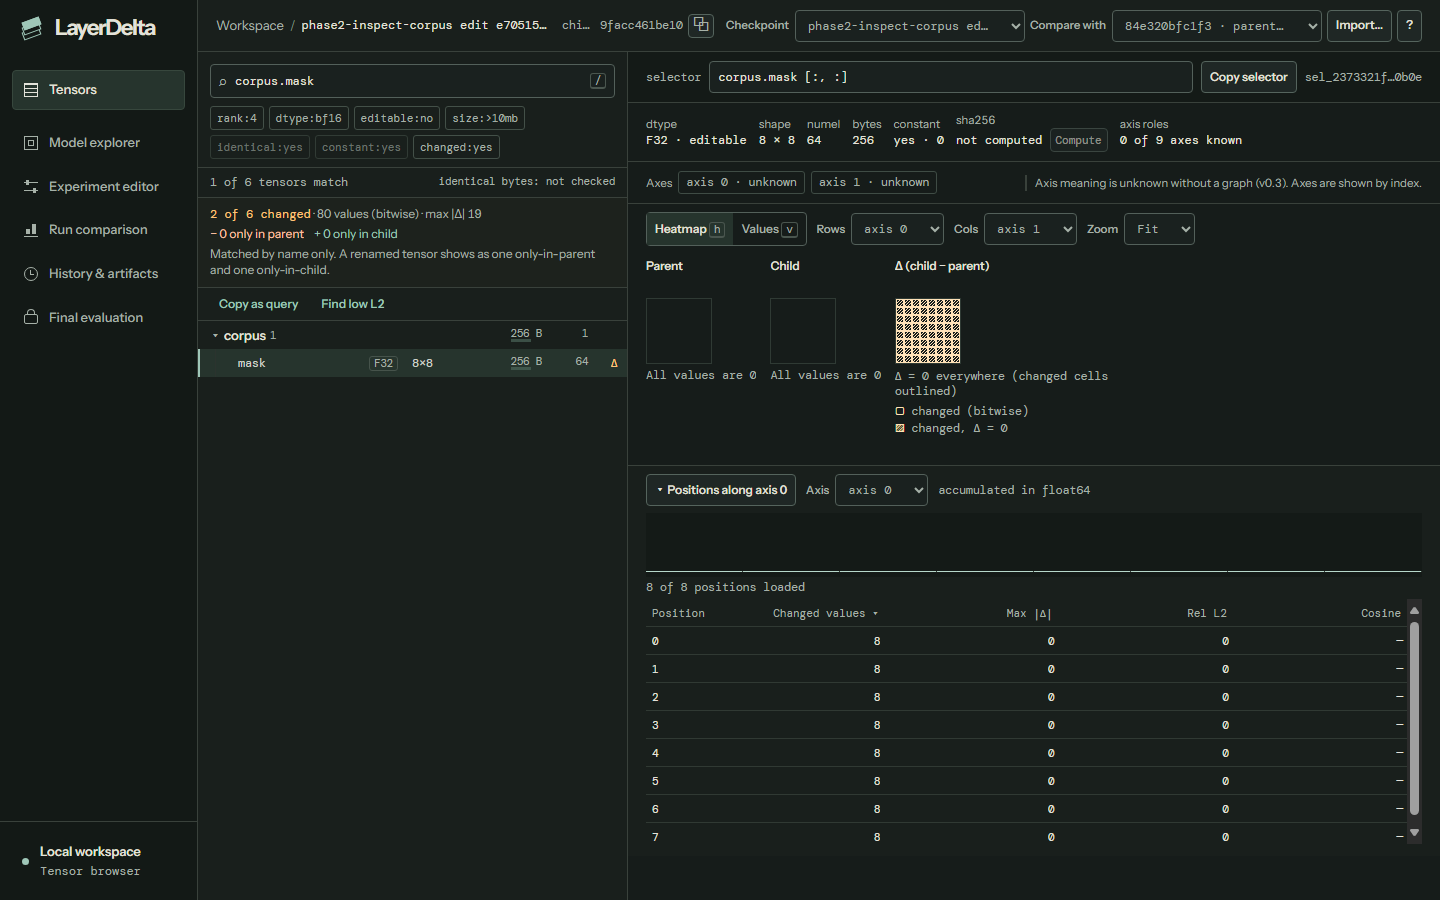 LayerDelta
Tensors
Model explorer
Experiment editor
Run comparison
History & artifacts
Final evaluation
Local workspace
Tensor browser
Workspace / phase2-inspect-corpus edit e70515… chi… 9facc461be10 Checkpoint phase2-inspect-corpus ed… Compare with 84e320bfc1f3 · parent… Import… ?
corpus.mask /
rank:4 dtype:bf16 editable:no size:>10mb
identical:yes constant:yes changed:yes
1 of 6 tensors match identical bytes: not checked
2 of 6 changed · 80 values (bitwise) · max |Δ| 19
− 0 only in parent + 0 only in child
Matched by name only. A renamed tensor shows as one only-in-parent
and one only-in-child.
Copy as query Find low L2
corpus 1 256 B 1
mask F32 8×8 256 B 64 Δ
selector corpus.mask [:, :] Copy selector sel_2373321f…0b0e
dtype shape numel bytes constant sha256 axis roles
F32 · editable 8 × 8 64 256 yes · 0 not computed Compute 0 of 9 axes known
Axes axis 0 · unknown axis 1 · unknown Axis meaning is unknown without a graph (v0.3). Axes are shown by index.
Heatmap h Values v Rows axis 0 Cols axis 1 Zoom Fit
Parent Child Δ (child − parent)
All values are 0 All values are 0 Δ = 0 everywhere (changed cells
outlined)
changed (bitwise)
changed, Δ = 0
Positions along axis 0 Axis axis 0 accumulated in float64
8 of 8 positions loaded
Position Changed values Max |Δ| Rel L2 Cosine
0 8 0 0 —
1 8 0 0 —
2 8 0 0 —
3 8 0 0 —
4 8 0 0 —
5 8 0 0 —
6 8 0 0 —
7 8 0 0 —